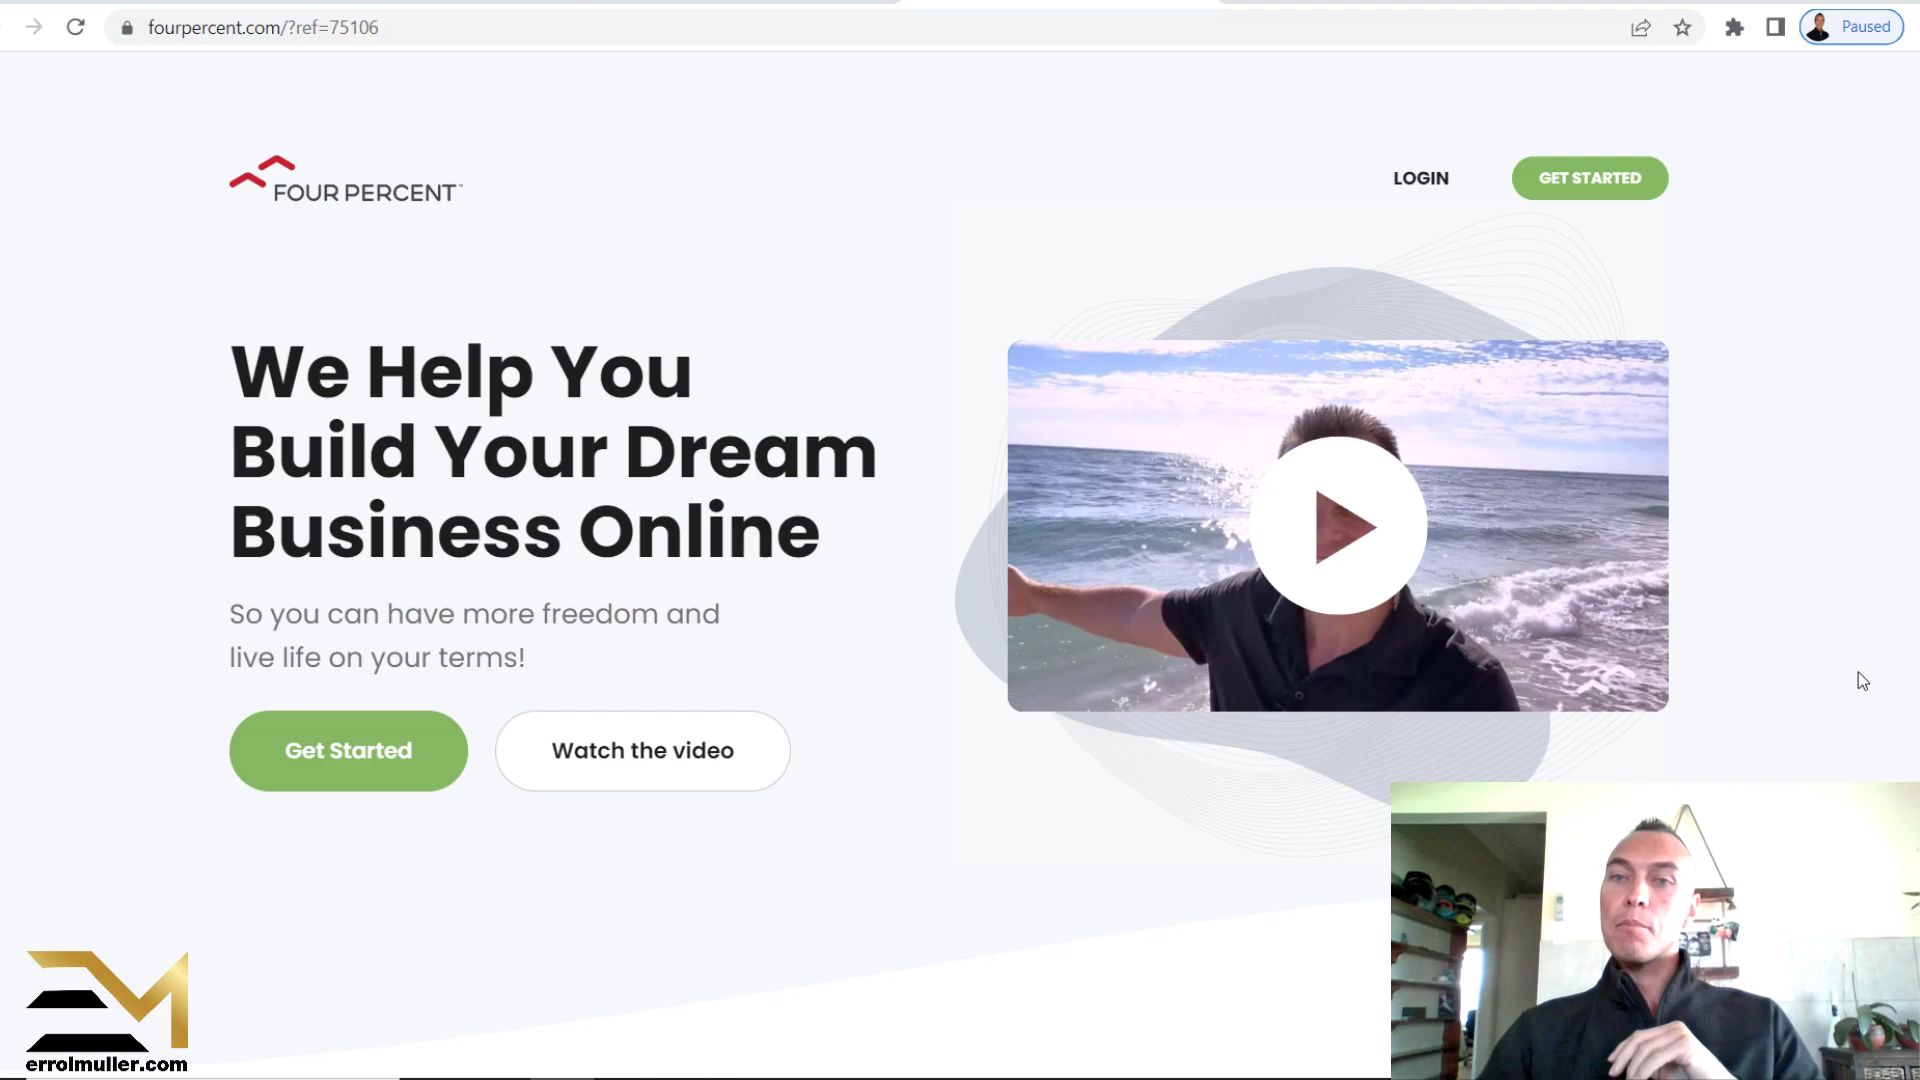 fourpercent.com/?ref=75106
Paused
FOUR PERCENT
LOGIN
GET STARTED
We Help You
Build Your Dream
Business Online
So you can have more freedom and
live life on your terms!
Get Started
Watch the video
EM
errolmuller.com